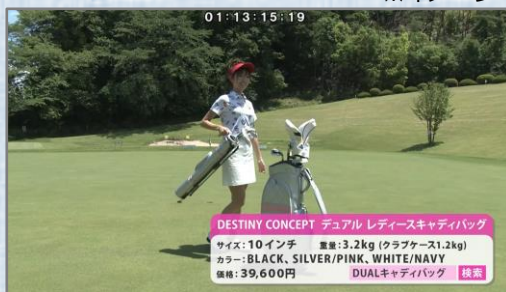 01:13:15:19
DESTINY CONCEPT デュアル レディースキャディバッグ
サイズ：10インチ 重量：3.2kg (クラブケース1.2kg)
カラー：BLACK、SILVER/PINK、WHITE/NAVY
価格：39,600円 DUALキャディバッグ 検索